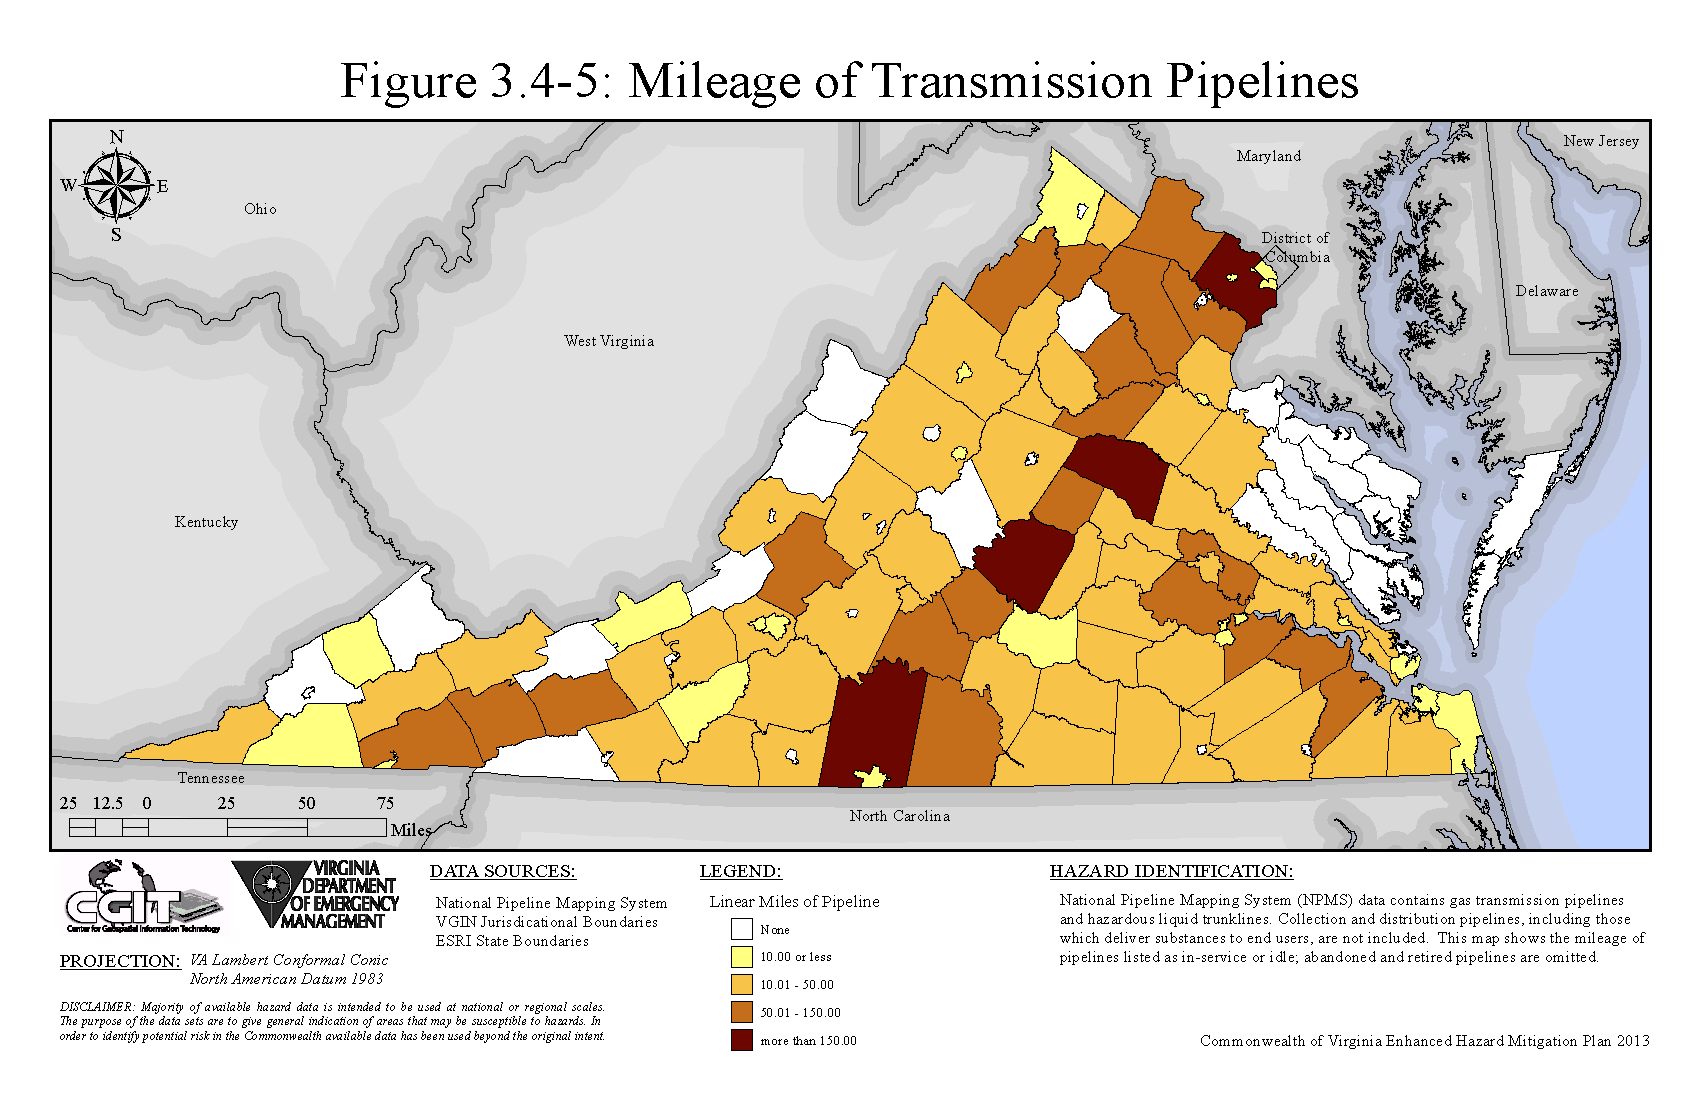 Figure 3.4-5: Mileage of Transmission Pipelines
N
W
E
S
Ohio
Maryland
New Jersey
District of
Columbia
Delaware
West Virginia
Kentucky
Tennessee
North Carolina
25 12.5 0 25 50 75
Miles
CGIT
Center for Geospatial Information Technology
VIRGINIA
DEPARTMENT
OF EMERGENCY
MANAGEMENT
PROJECTION: VA Lambert Conformal Conic
North American Datum 1983
DISCLAIMER: Majority of available hazard data is intended to be used at national or regional scales.
The purpose of the data sets are to give general indication of areas that may be susceptible to hazards. In
order to identify potential risk in the Commonwealth available data has been used beyond the original intent.
DATA SOURCES:
National Pipeline Mapping System
VGIN Jurisdicational Boundaries
ESRI State Boundaries
LEGEND:
Linear Miles of Pipeline
None
10.00 or less
10.01 - 50.00
50.01 - 150.00
more than 150.00
HAZARD IDENTIFICATION:
National Pipeline Mapping System (NPMS) data contains gas transmission pipelines
and hazardous liquid trunklines. Collection and distribution pipelines, including those
which deliver substances to end users, are not included. This map shows the mileage of
pipelines listed as in-service or idle; abandoned and retired pipelines are omitted.
Commonwealth of Virginia Enhanced Hazard Mitigation Plan 2013